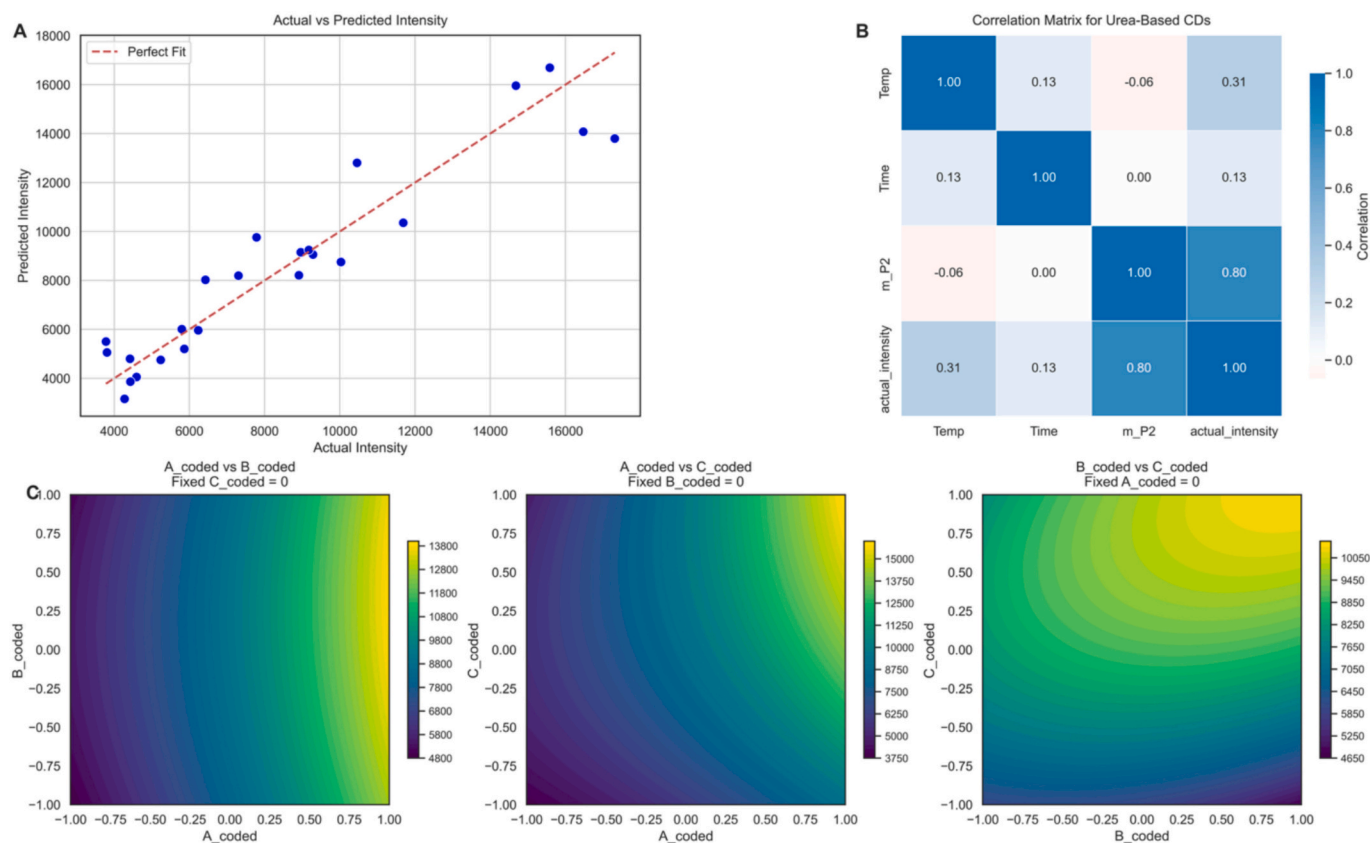 A
Actual vs Predicted Intensity
Perfect Fit
18000
16000
14000
12000
10000
8000
6000
4000
Predicted Intensity
4000 6000 8000 10000 12000 14000 16000
Actual Intensity
B
Correlation Matrix for Urea-Based CDs
Temp 1.00 0.13 -0.06 0.31
Time 0.13 1.00 0.00 0.13
m_P2 -0.06 0.00 1.00 0.80
actual_intensity 0.31 0.13 0.80 1.00
Temp Time m_P2 actual_intensity
1.0
0.8
0.6
0.4
0.2
0.0
Correlation
C
A_coded vs B_coded
Fixed C_coded = 0
1.00
0.75
0.50
0.25
0.00
−0.25
−0.50
−0.75
−1.00
B_coded
−1.00 −0.75 −0.50 −0.25 0.00 0.25 0.50 0.75 1.00
A_coded
13800
12800
11800
10800
9800
8800
7800
6800
5800
4800
A_coded vs C_coded
Fixed B_coded = 0
1.00
0.75
0.50
0.25
0.00
−0.25
−0.50
−0.75
−1.00
C_coded
−1.00 −0.75 −0.50 −0.25 0.00 0.25 0.50 0.75 1.00
A_coded
15000
13750
12500
11250
10000
8750
7500
6250
5000
3750
B_coded vs C_coded
Fixed A_coded = 0
1.00
0.75
0.50
0.25
0.00
−0.25
−0.50
−0.75
−1.00
C_coded
−1.00 −0.75 −0.50 −0.25 0.00 0.25 0.50 0.75 1.00
B_coded
10050
9450
8850
8250
7650
7050
6450
5850
5250
4650